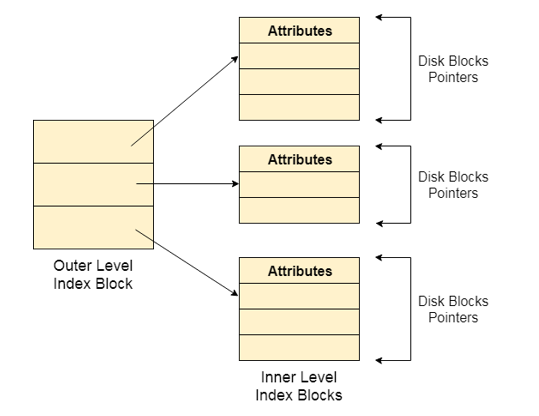 Attributes
Disk Blocks
Pointers
Attributes
Disk Blocks
Pointers
Outer Level
Index Block
Attributes
Disk Blocks
Pointers
Inner Level
Index Blocks